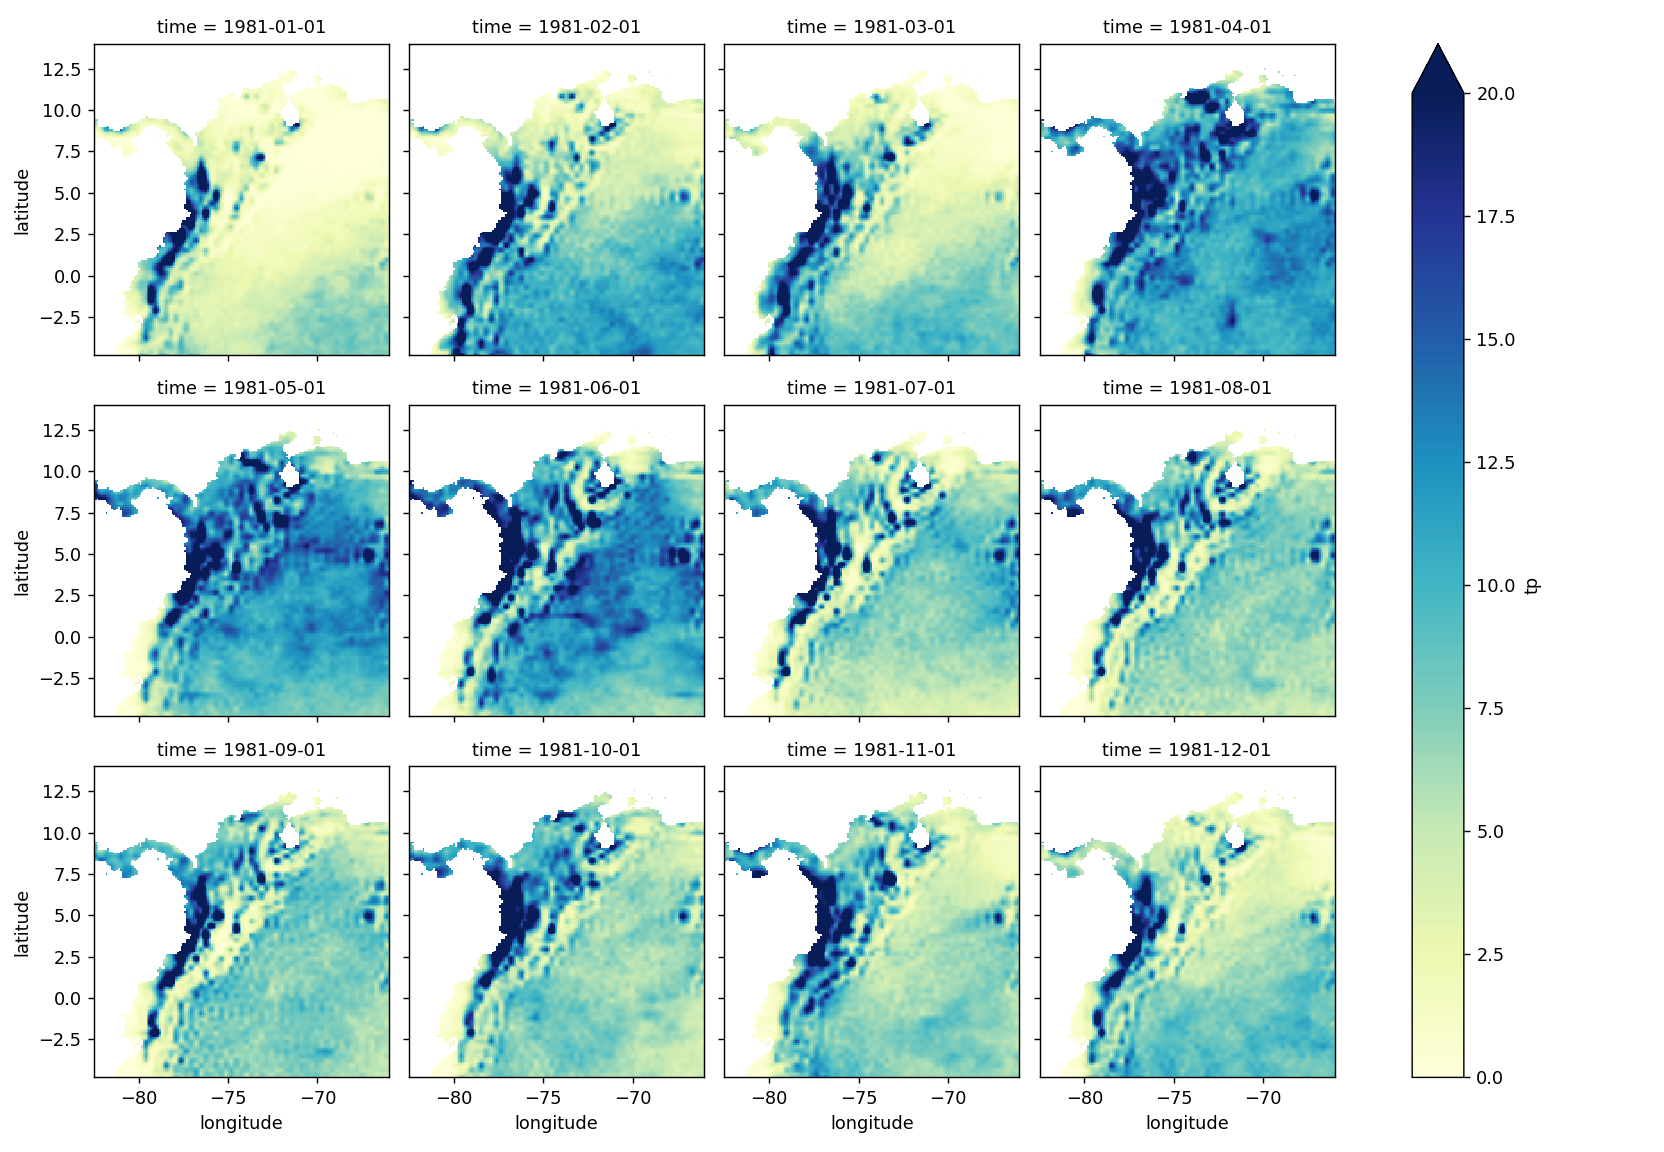 time = 1981-01-01
time = 1981-02-01
time = 1981-03-01
time = 1981-04-01
12.5
10.0
7.5
5.0
2.5
0.0
−2.5
latitude
time = 1981-05-01
time = 1981-06-01
time = 1981-07-01
time = 1981-08-01
12.5
10.0
7.5
5.0
2.5
0.0
−2.5
latitude
time = 1981-09-01
time = 1981-10-01
time = 1981-11-01
time = 1981-12-01
12.5
10.0
7.5
5.0
2.5
0.0
−2.5
latitude
−80 −75 −70
longitude
−80 −75 −70
longitude
−80 −75 −70
longitude
−80 −75 −70
longitude
20.0
17.5
15.0
12.5
10.0
7.5
5.0
2.5
0.0
tp